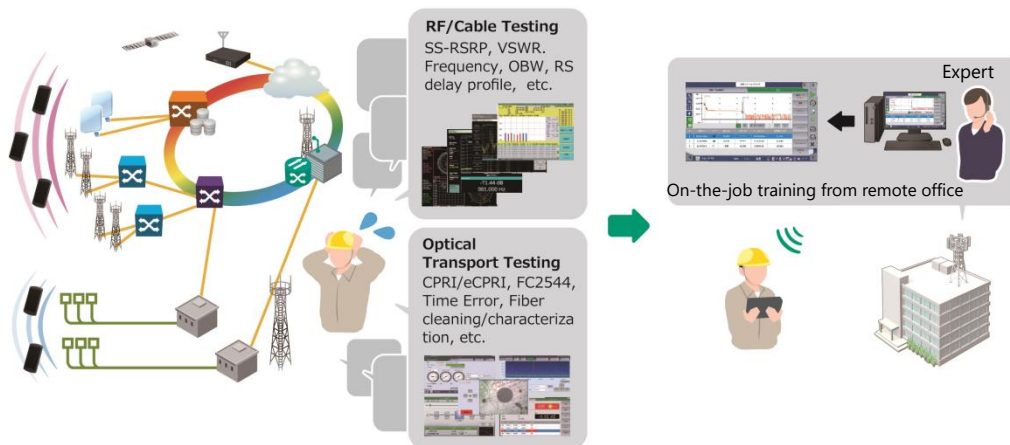 RF/Cable Testing
SS-RSRP, VSWR.
Frequency, OBW, RS
delay profile, etc.
-71.44 dB
Optical
Transport Testing
CPRI/eCPRI, FC2544,
Time Error, Fiber
cleaning/characteriza
tion, etc.
Expert
On-the-job training from remote office